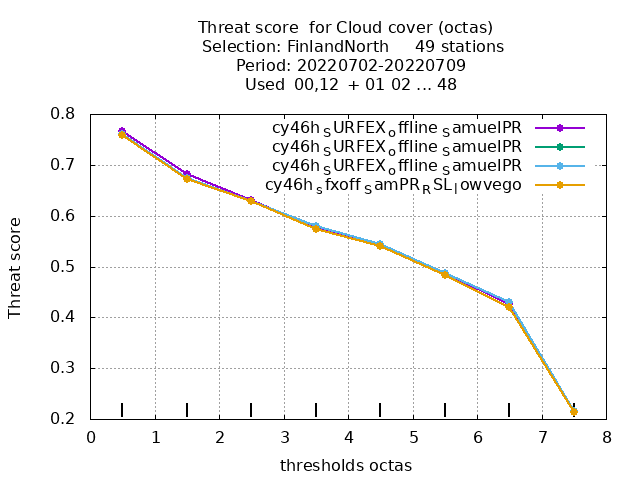 Threat score  for Cloud cover (octas)
Selection: FinlandNorth     49 stations
Period: 20220702-20220709
Used  00,12  + 01 02 ... 48
0.8
0.7
0.6
0.5
0.4
0.3
0.2
Threat score
cy46h_SURFEX_offline_SamuelPR
cy46h_SURFEX_offline_SamuelPR
cy46h_SURFEX_offline_SamuelPR
cy46h_sfxoff_SamPR_RSL_lowvego
0 1 2 3 4 5 6 7 8
thresholds octas